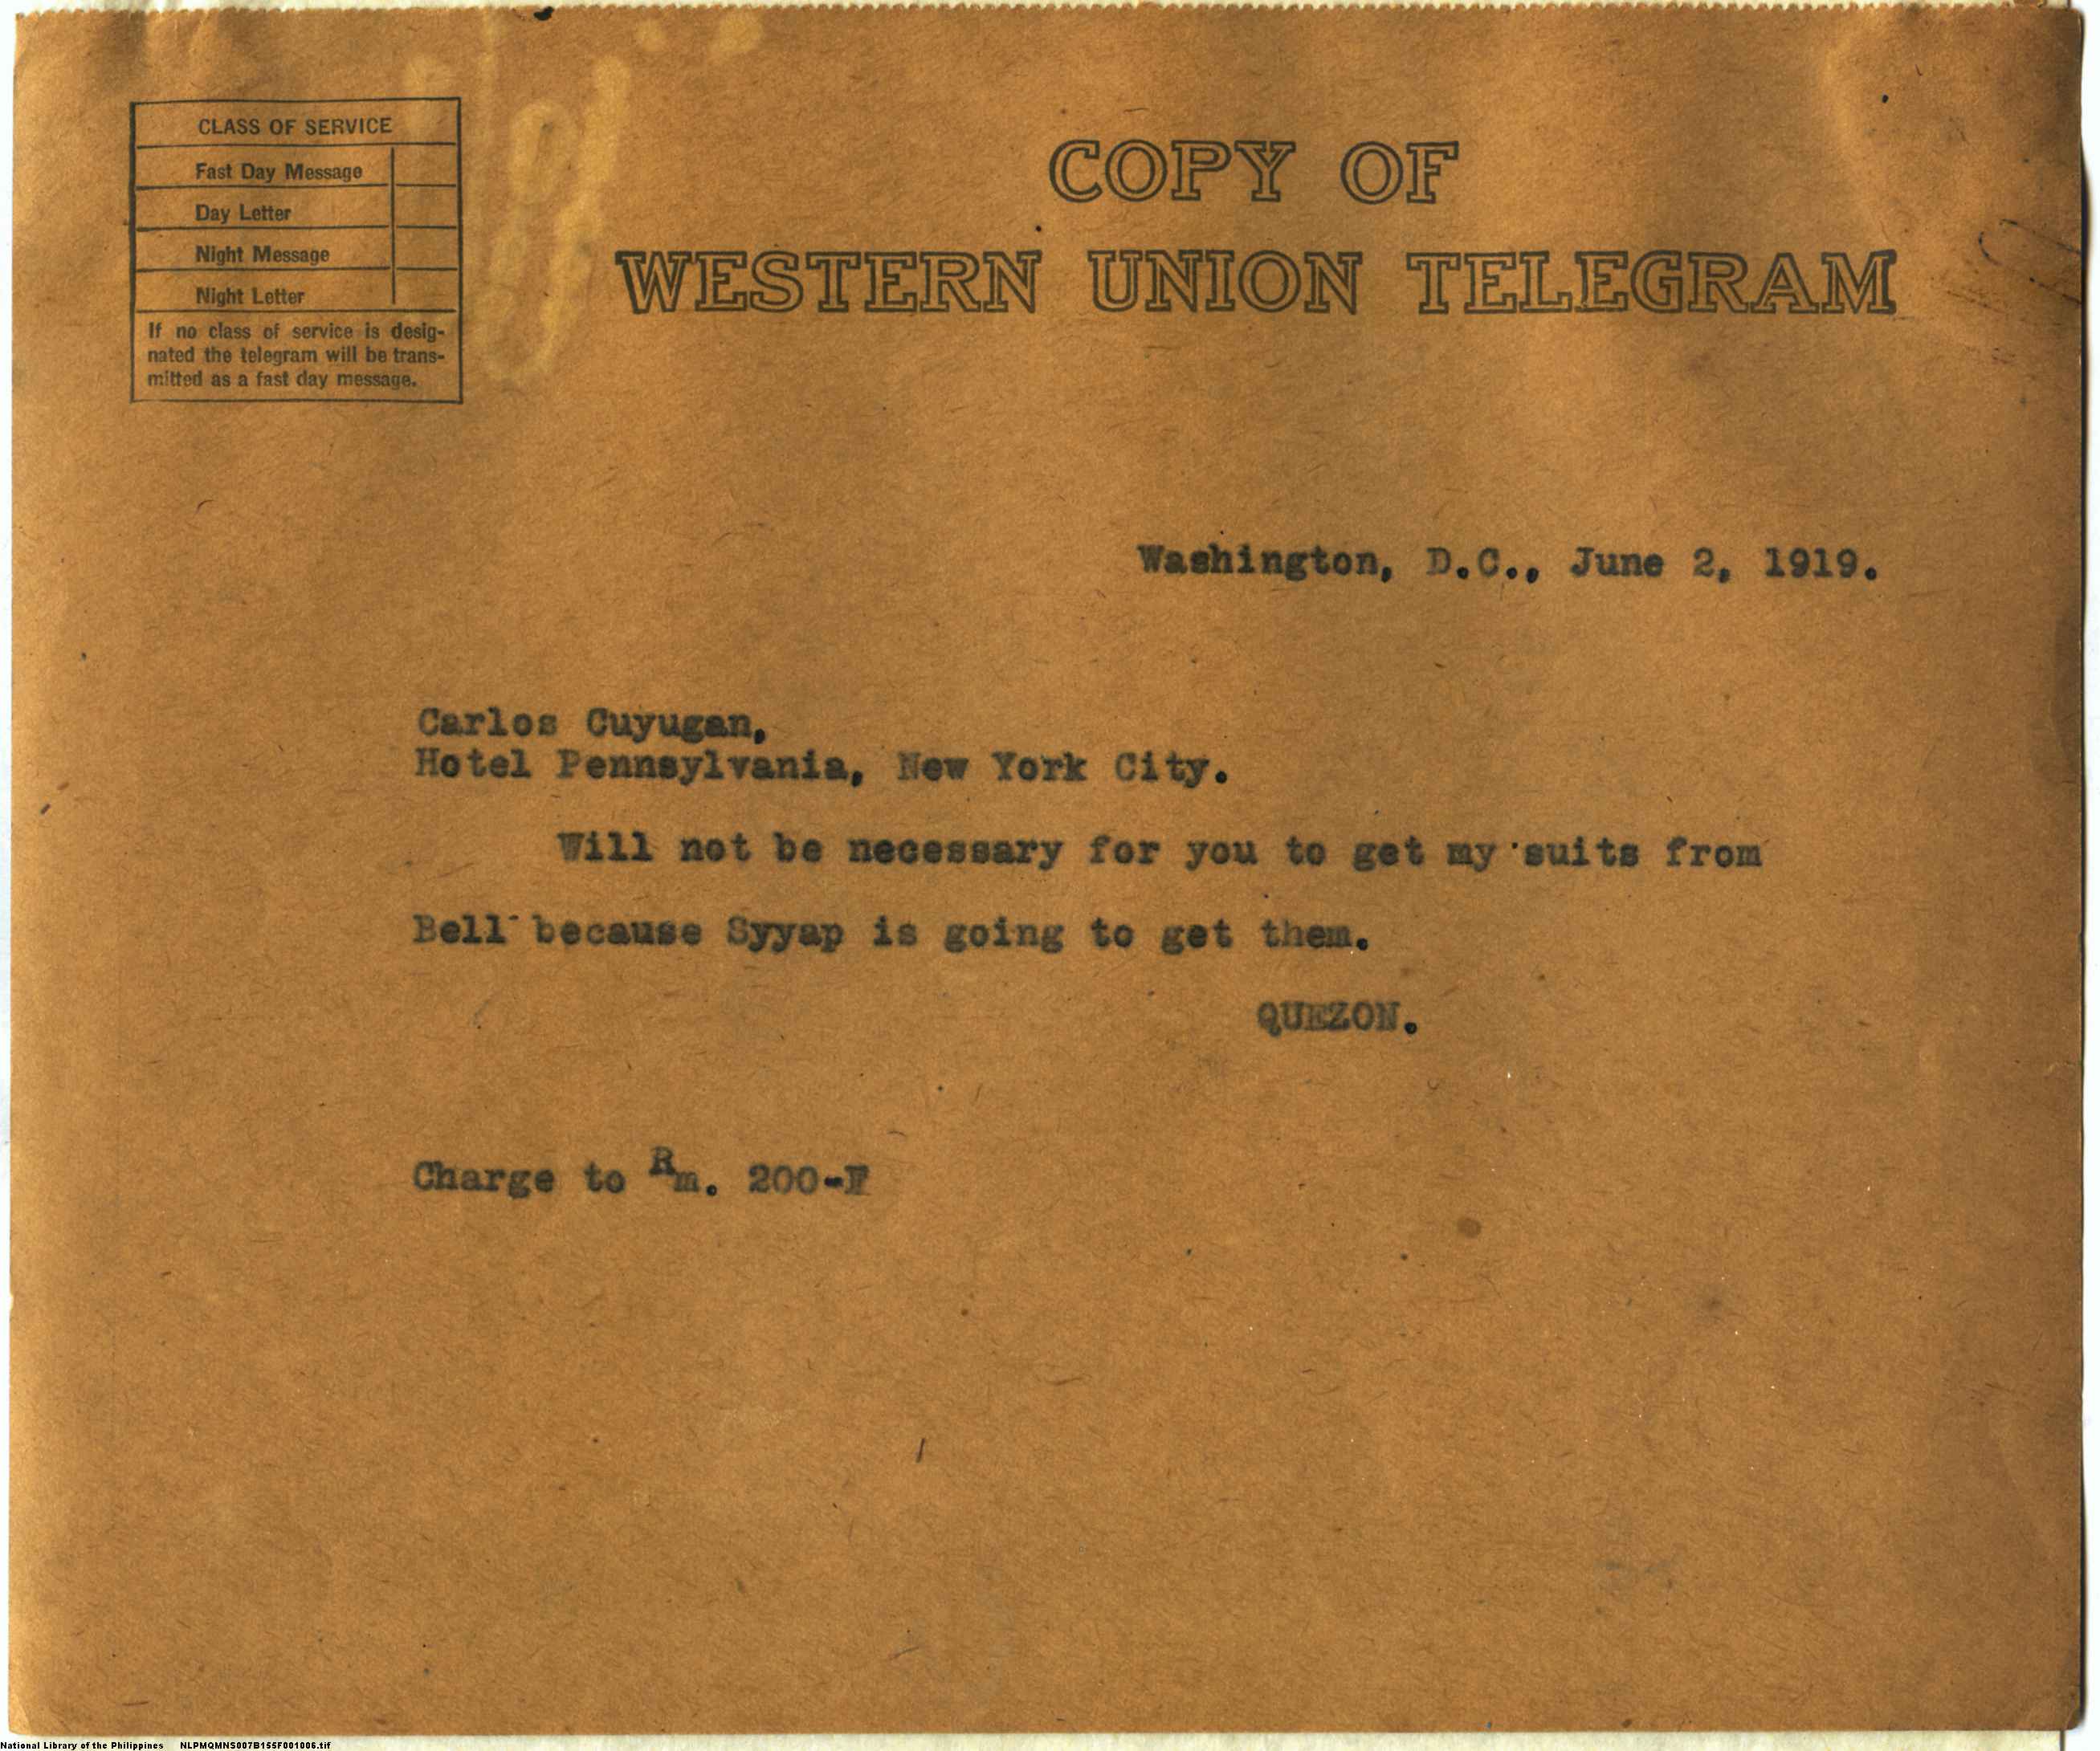 CLASS OF SERVICE
Fast Day Message
Day Letter
Night Message
Night Letter
If no class of service is desig-
nated the telegram will be trans-
mitted as a fast day message.
COPY OF
WESTERN UNION TELEGRAM
Washington, D.C., June 2, 1919.
Carlos Cuyugan,
Hotel Pennsylvania, New York City.
Will not be necessary for you to get my suits from
Bell because Syyap is going to get them.
QUEZON.
Charge to Rm. 200-F
National Library of the Philippines NLPMQMNS007B155F001006.tif